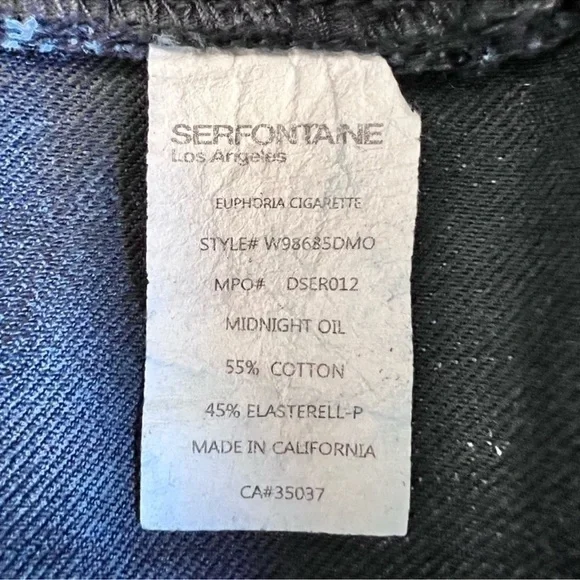 SERFONTAINE
Los Angeles
EUPHORIA CIGARETTE
STYLE# W98685DMO
MPO# DSER012
MIDNIGHT OIL
55% COTTON
45% ELASTERELL-P
MADE IN CALIFORNIA
CA#35037